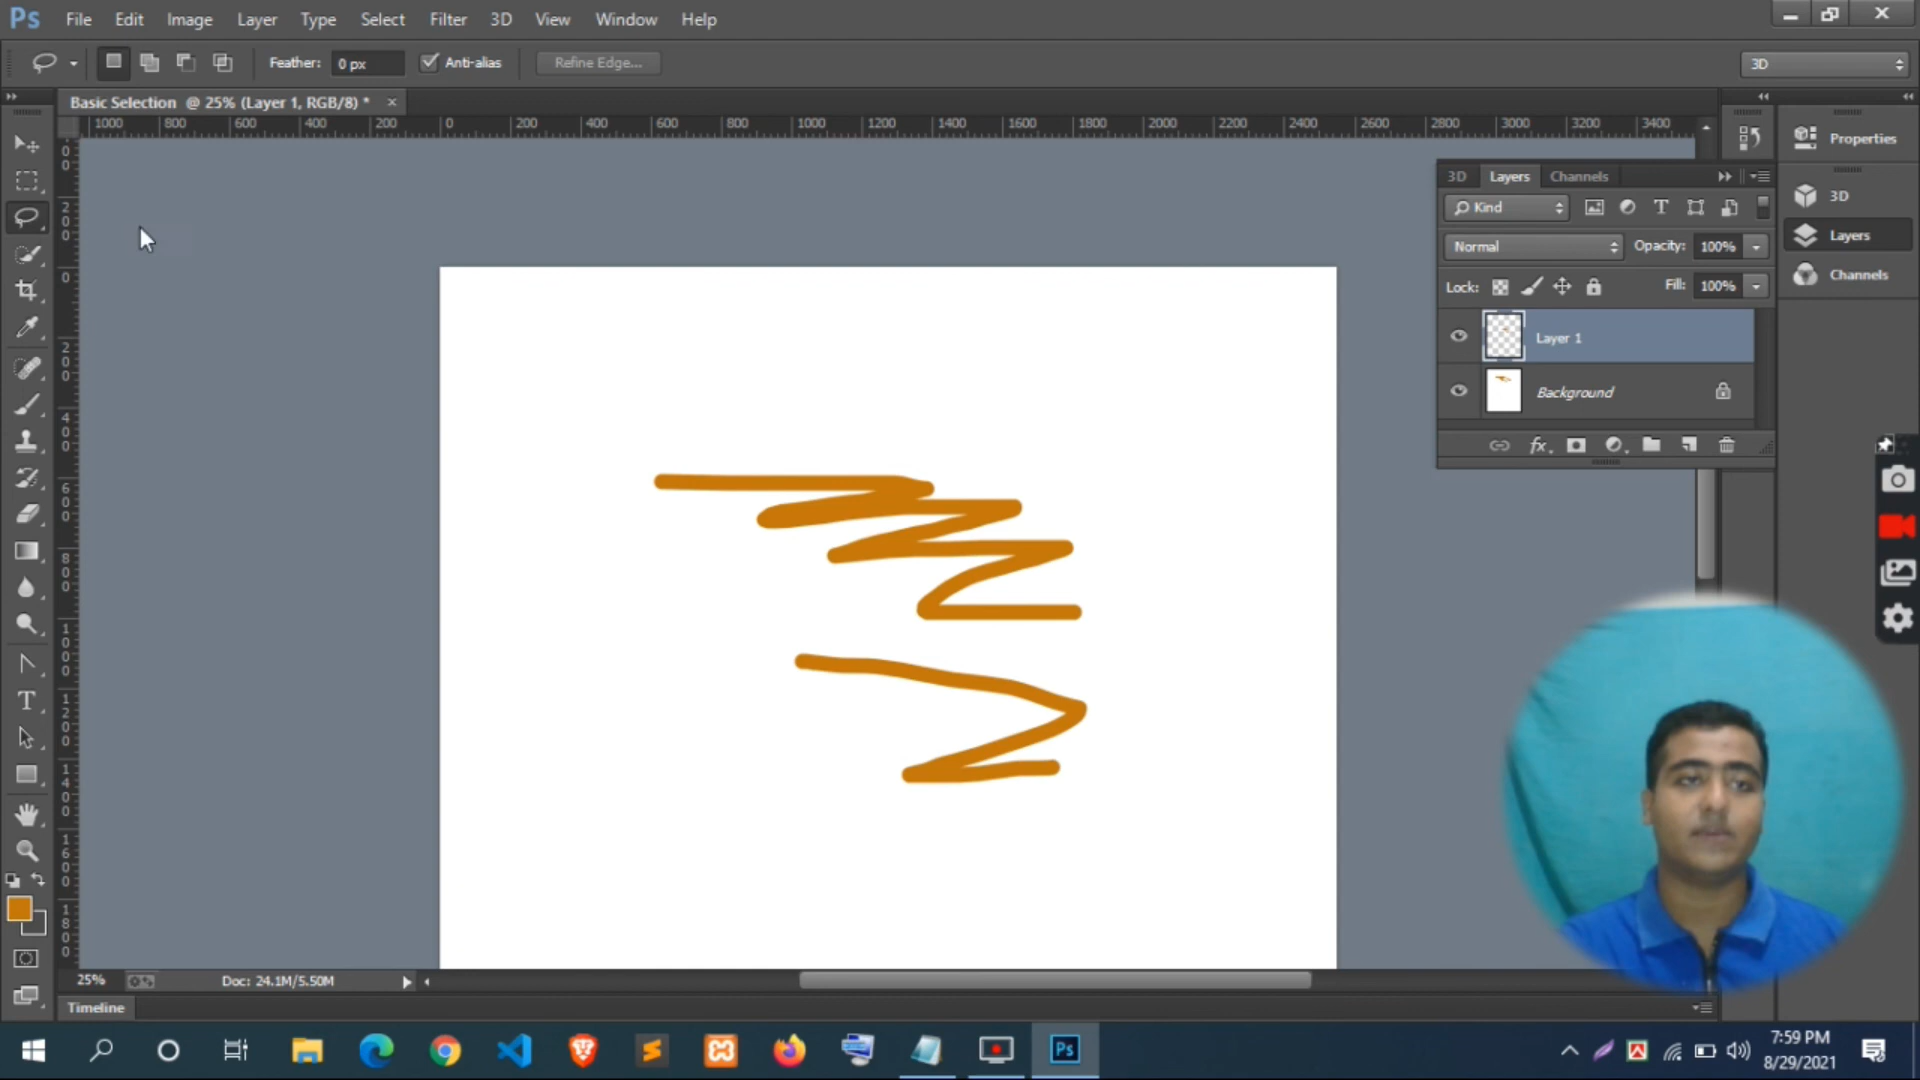 Ps File Edit Image Layer Type Select Filter 3D View Window Help
Feather: 0 px Anti-alias Refine Edge... 3D
Basic Selection @ 25% (Layer 1, RGB/8) * ×
1000 800 600 400 200 0 200 400 600 800 1000 1200 1400 1600 1800 2000 2200 2400 2600 2800 3000 3200 3400
Properties
3D Layers Channels
3D
Kind
Layers
Normal Opacity: 100%
Channels
Lock: Fill: 100%
Layer 1
Background
25% Doc: 24.1M/5.50M
Timeline
7:59 PM
8/29/2021
Ps